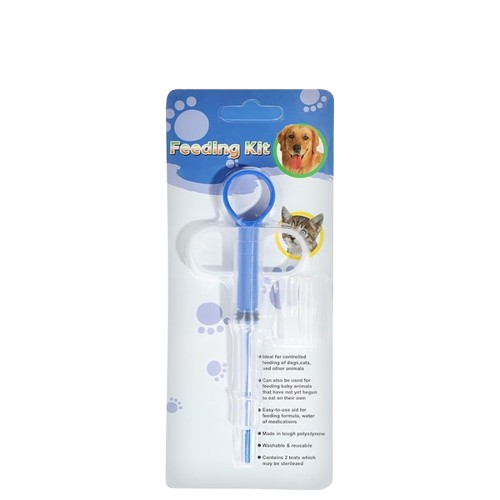 Feeding Kit
Ideal for controlled
feeding of dogs,cats,
and other animals
Can also be used for
feeding baby animals
that have not yet begun
to eat on their own
Easy-to-use aid for
feeding formula, water
of medications
Made in tough polystyrene
Washable & reusable
Contains 2 teats which
may be sterilezed